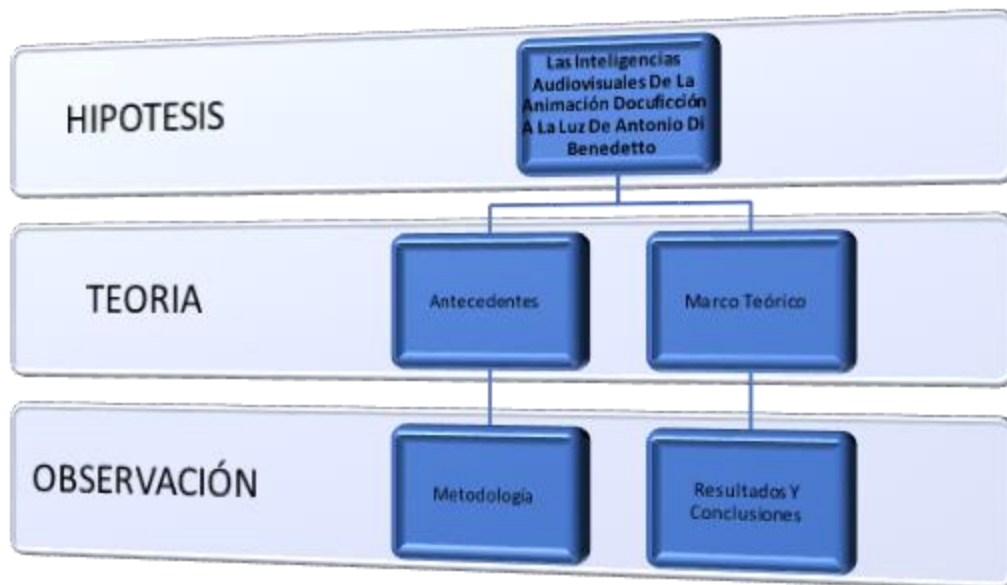 HIPOTESIS
Las Inteligencias
Audiovisuales De La
Animación Docuficción
A La Luz De Antonio Di
Benedetto
TEORIA
Antecedentes
Marco Teórico
OBSERVACIÓN
Metodología
Resultados Y
Conclusiones